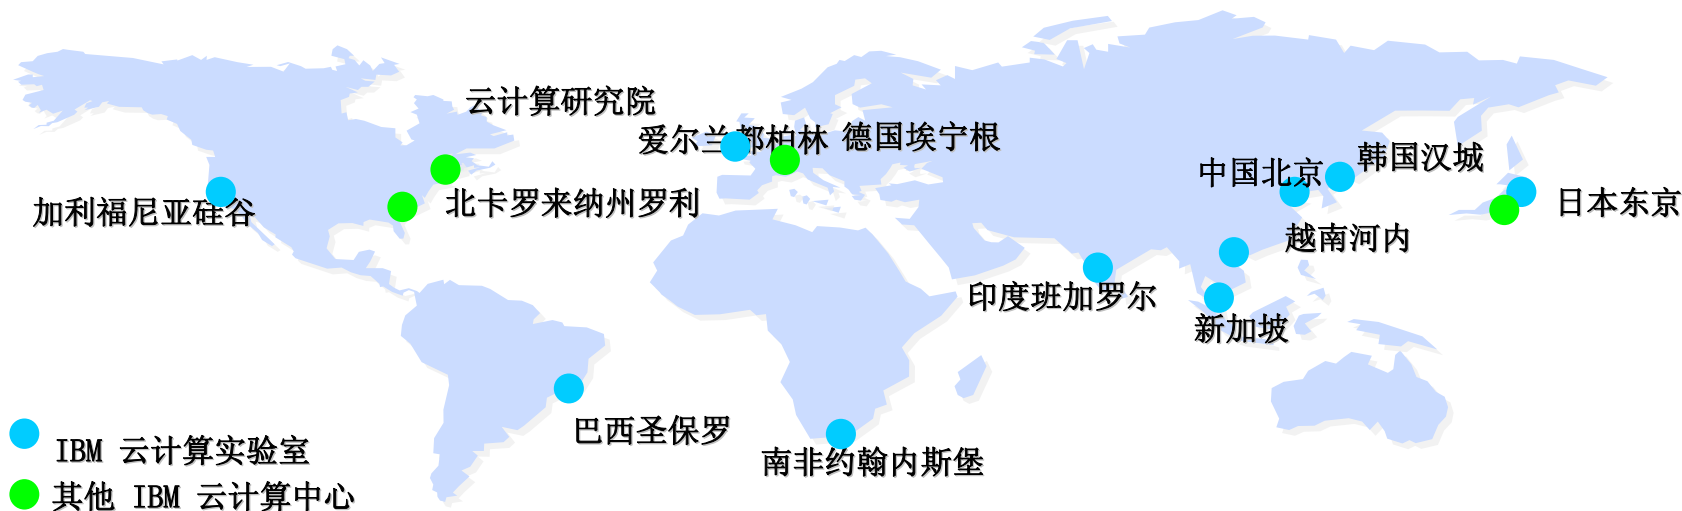 云计算研究院
爱尔兰都柏林
德国埃宁根
中国北京
韩国汉城
加利福尼亚硅谷
北卡罗来纳州罗利
日本东京
越南河内
印度班加罗尔
新加坡
巴西圣保罗
南非约翰内斯堡
IBM 云计算实验室
其他 IBM 云计算中心